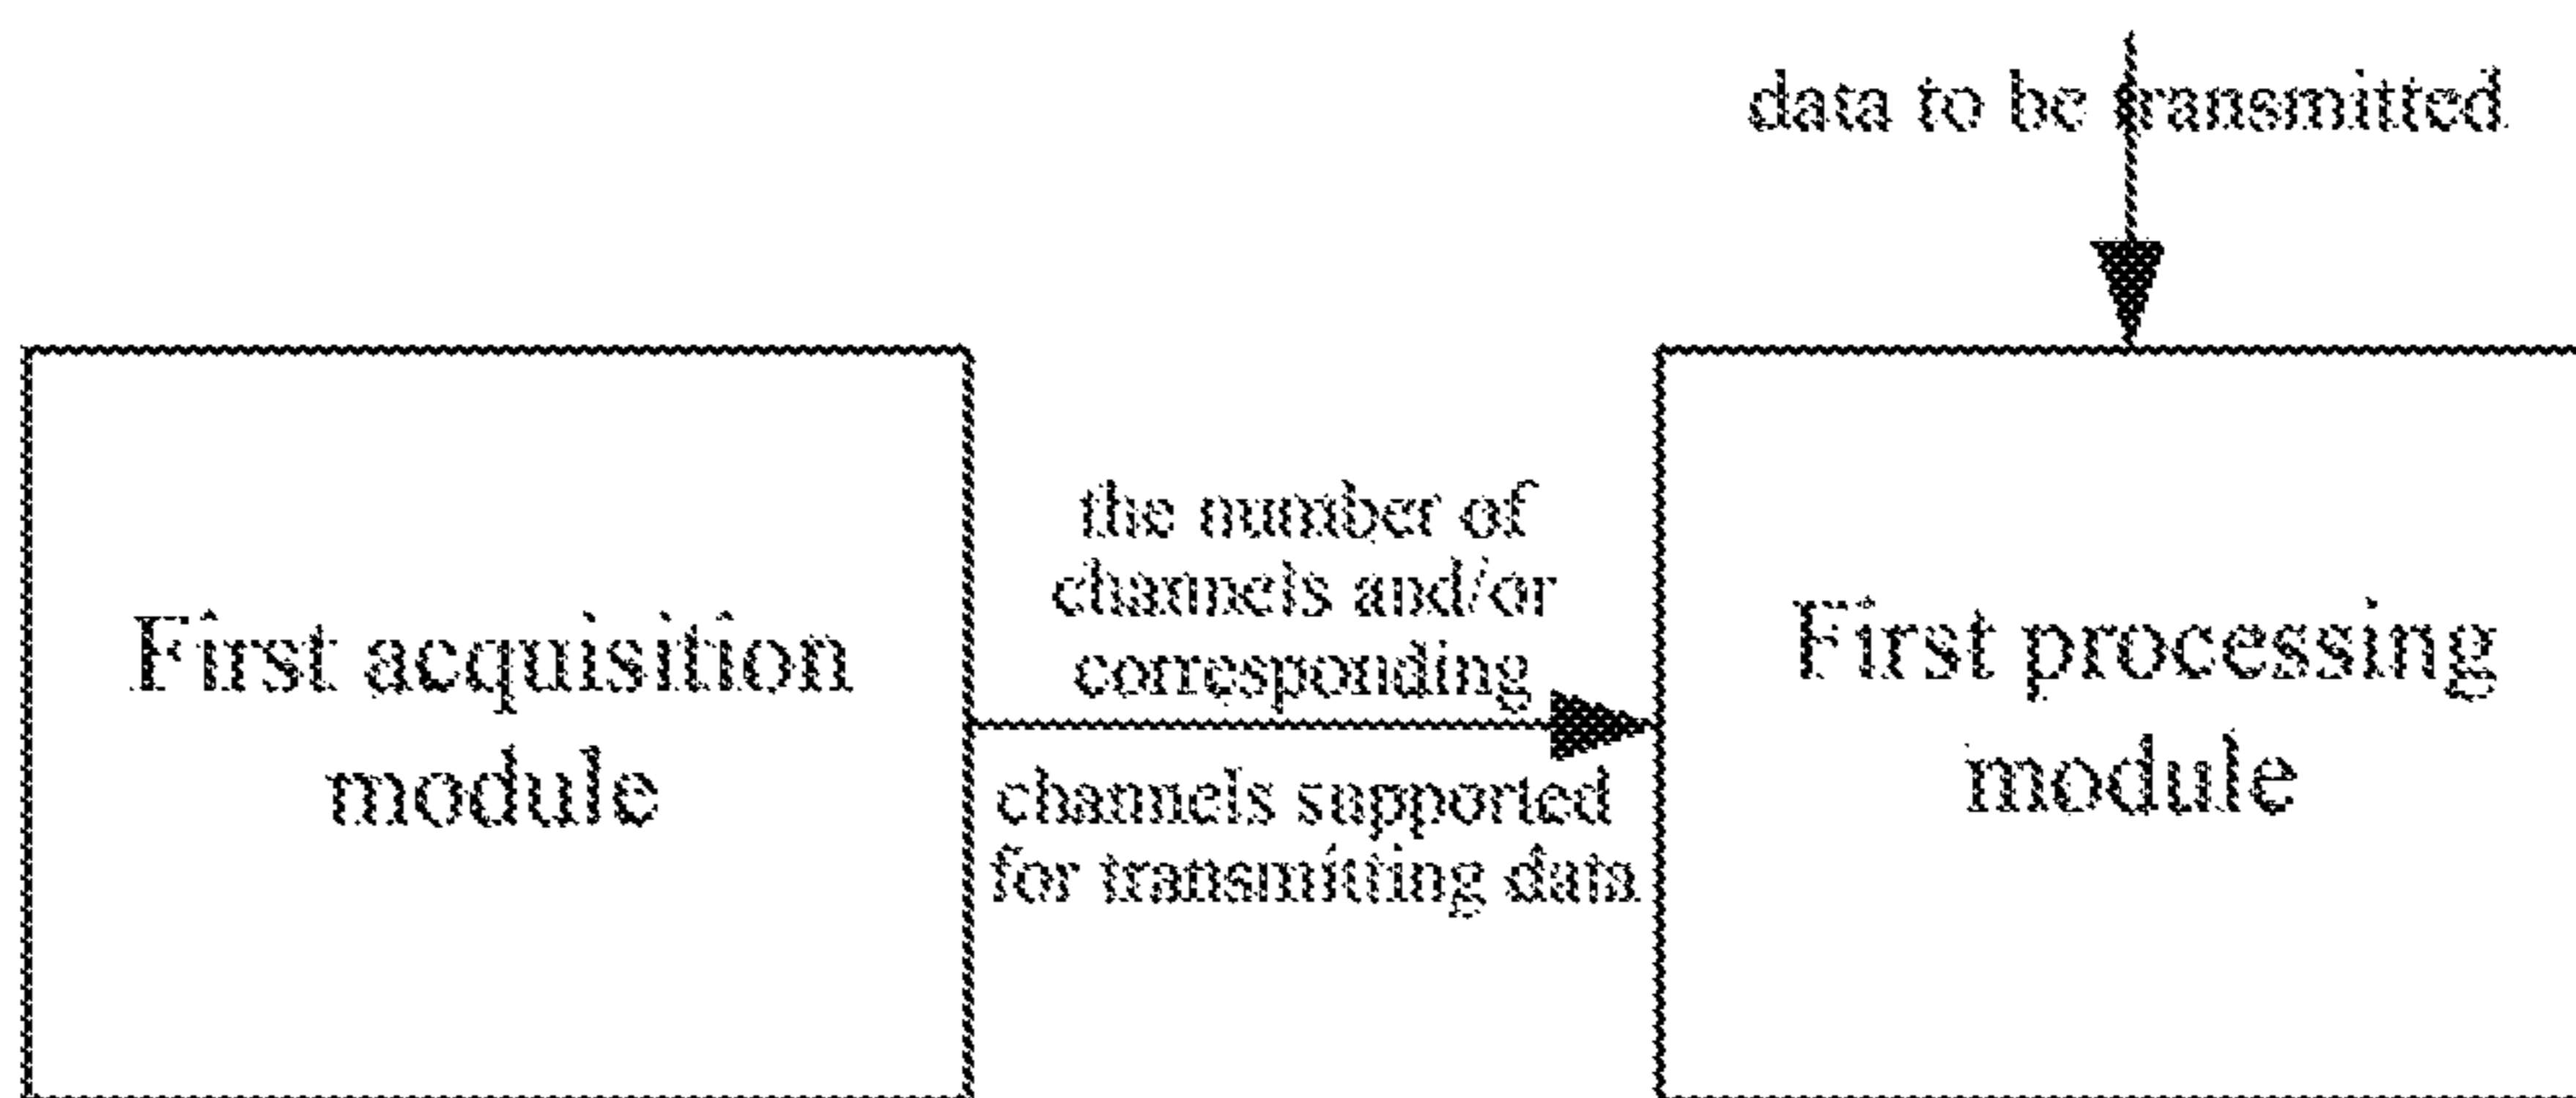 data to be transmitted
First acquisition
module
the number of
channels and/or
corresponding
channels supported
for transmitting data
First processing
module